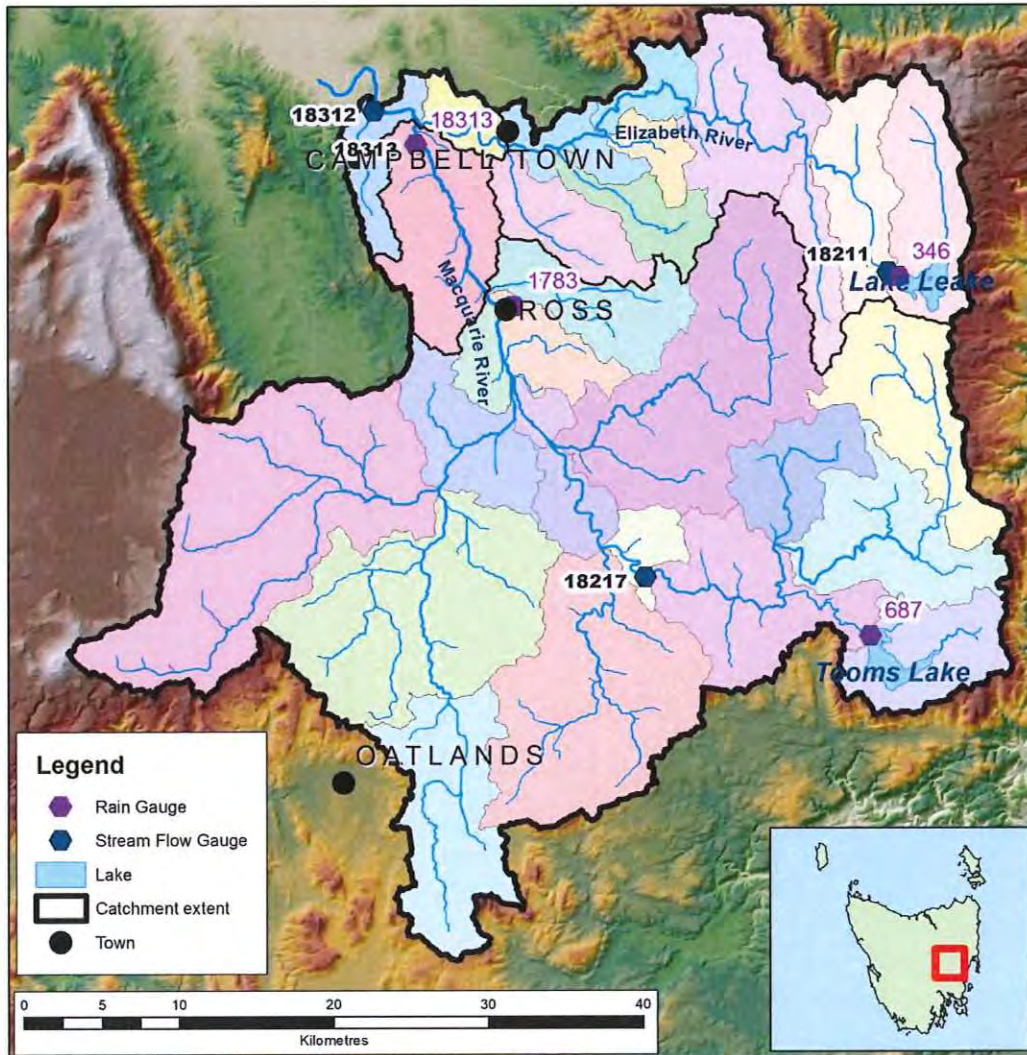 18312
18313
18313
CAMPBELL TOWN
Elizabeth River
18211
346
Lake Leake
Macquarie River
1783
ROSS
18217
687
Tooms Lake
OATLANDS
Legend
Rain Gauge
Stream Flow Gauge
Lake
Catchment extent
Town
0 5 10 20 30 40
Kilometres